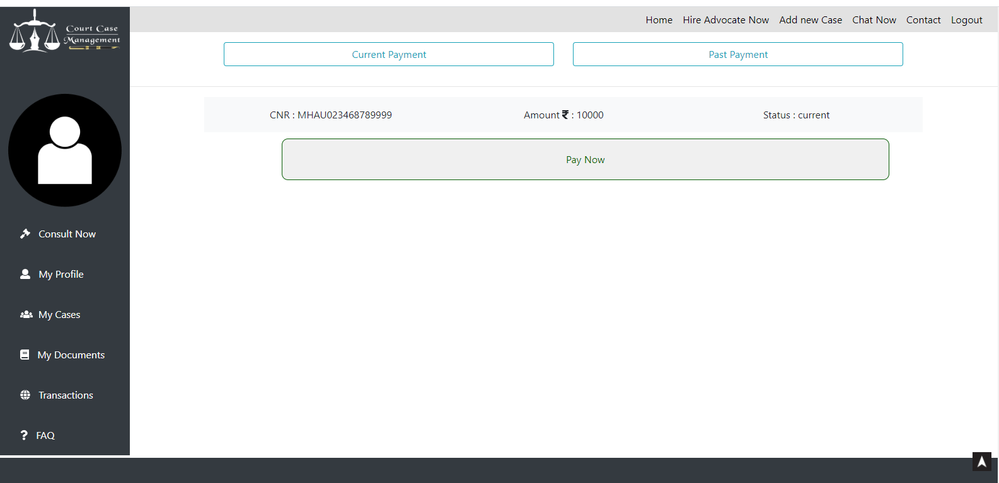 Court Case
Management
Home Hire Advocate Now Add new Case Chat Now Contact Logout
Current Payment Past Payment
CNR : MHAU023468789999 Amount ₹ : 10000 Status : current
Pay Now
Consult Now
My Profile
My Cases
My Documents
Transactions
FAQ